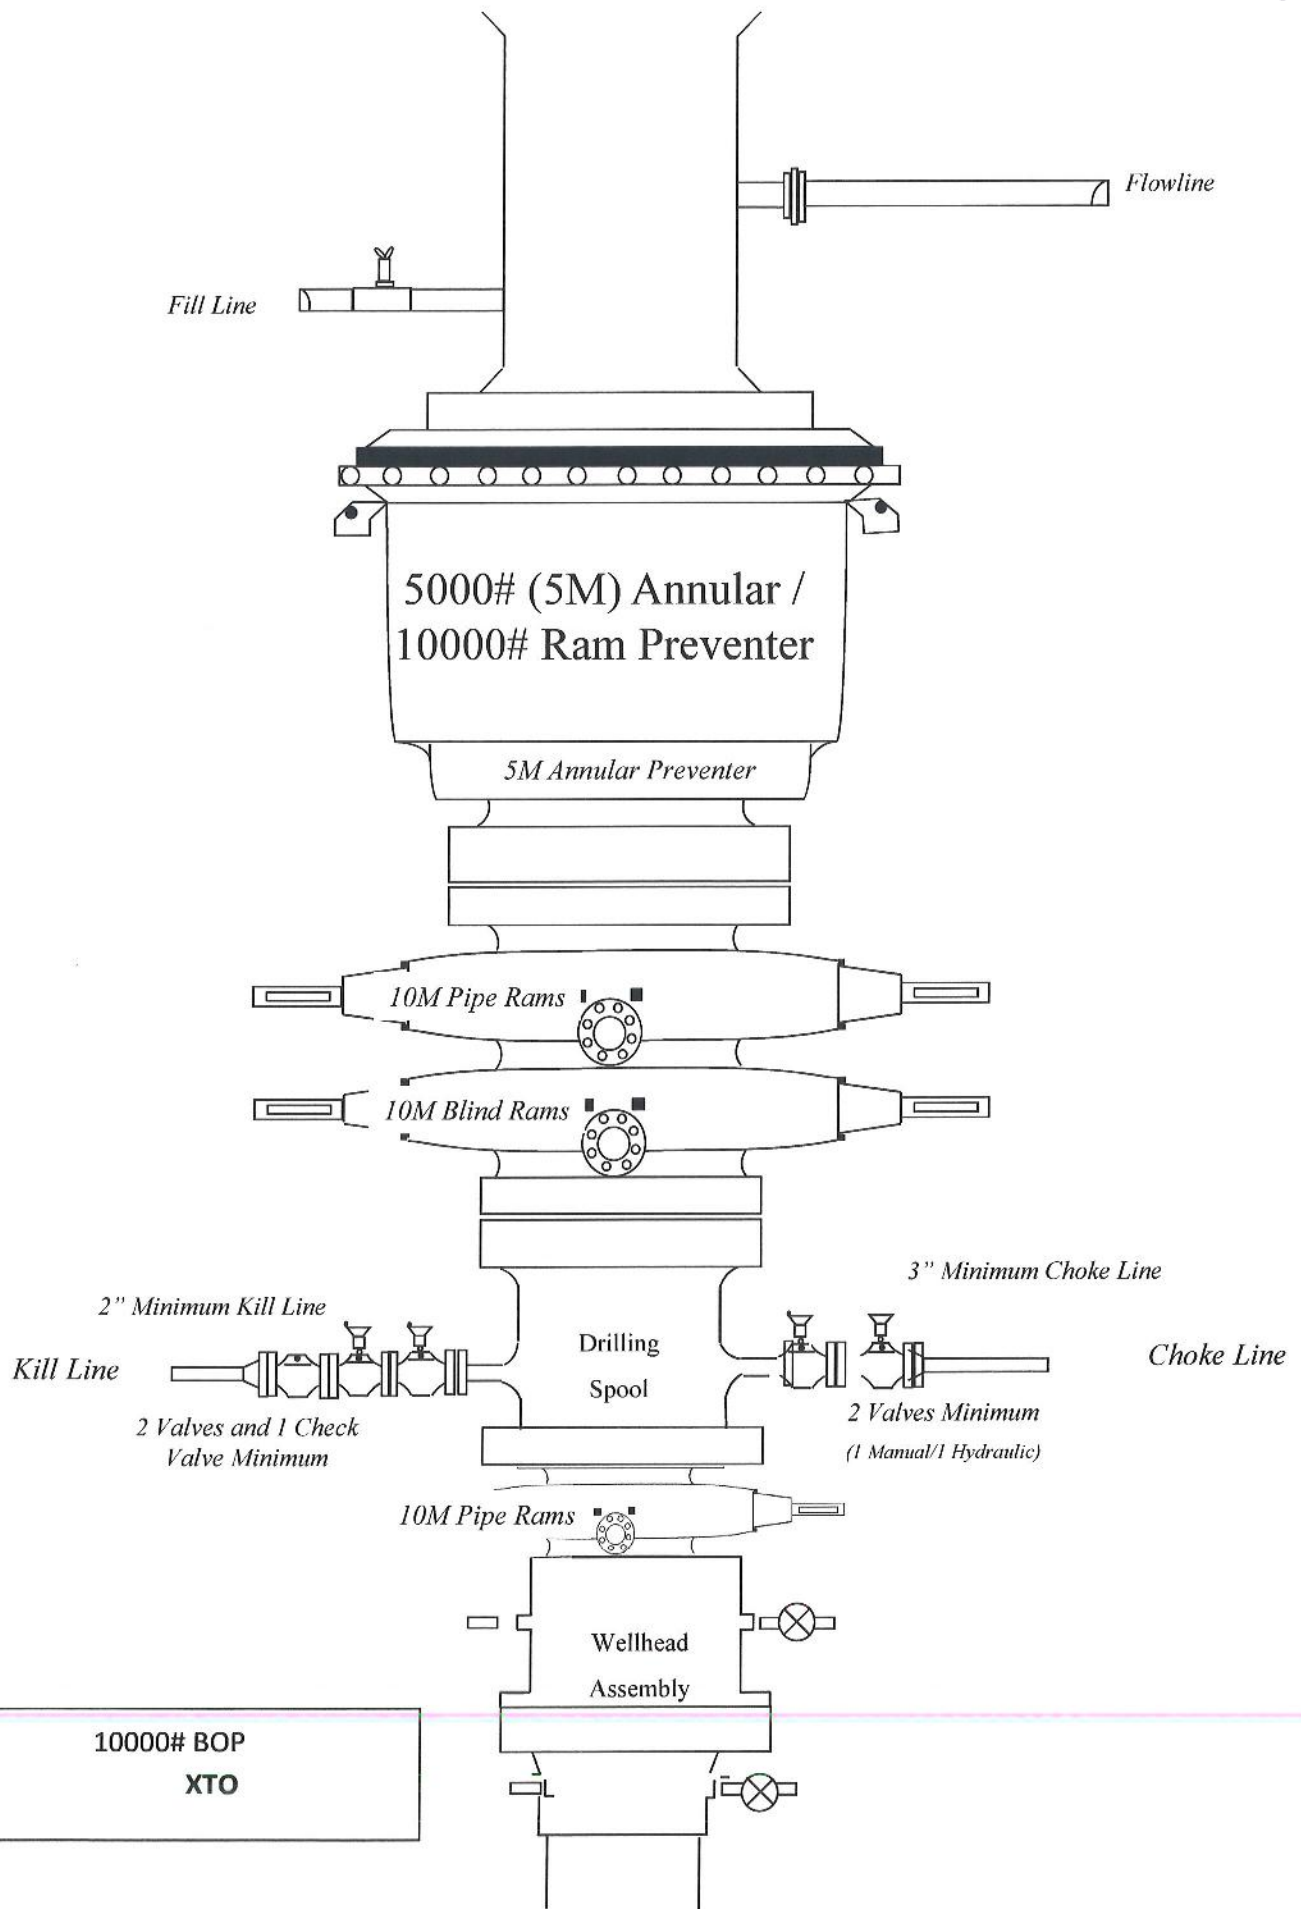 Flowline
Fill Line
5000# (5M) Annular /
10000# Ram Preventer
5M Annular Preventer
10M Pipe Rams
10M Blind Rams
3” Minimum Choke Line
2” Minimum Kill Line
Drilling
Spool
Kill Line
Choke Line
2 Valves and 1 Check
Valve Minimum
2 Valves Minimum
(1 Manual/1 Hydraulic)
10M Pipe Rams
Wellhead
Assembly
10000# BOP
XTO